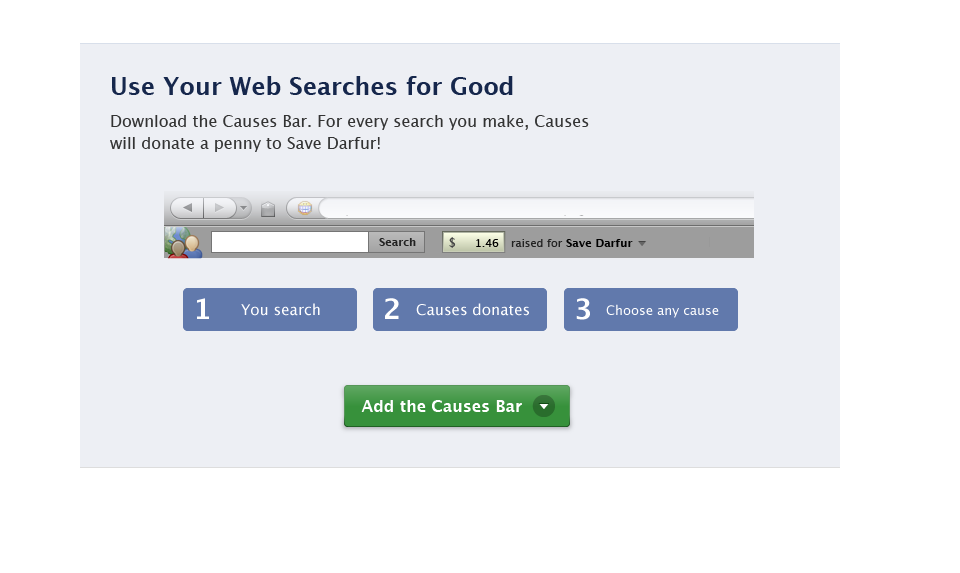 Use Your Web Searches for Good
Download the Causes Bar. For every search you make, Causes
will donate a penny to Save Darfur!
Search $ 1.46 raised for Save Darfur
1 You search 2 Causes donates 3 Choose any cause
Add the Causes Bar